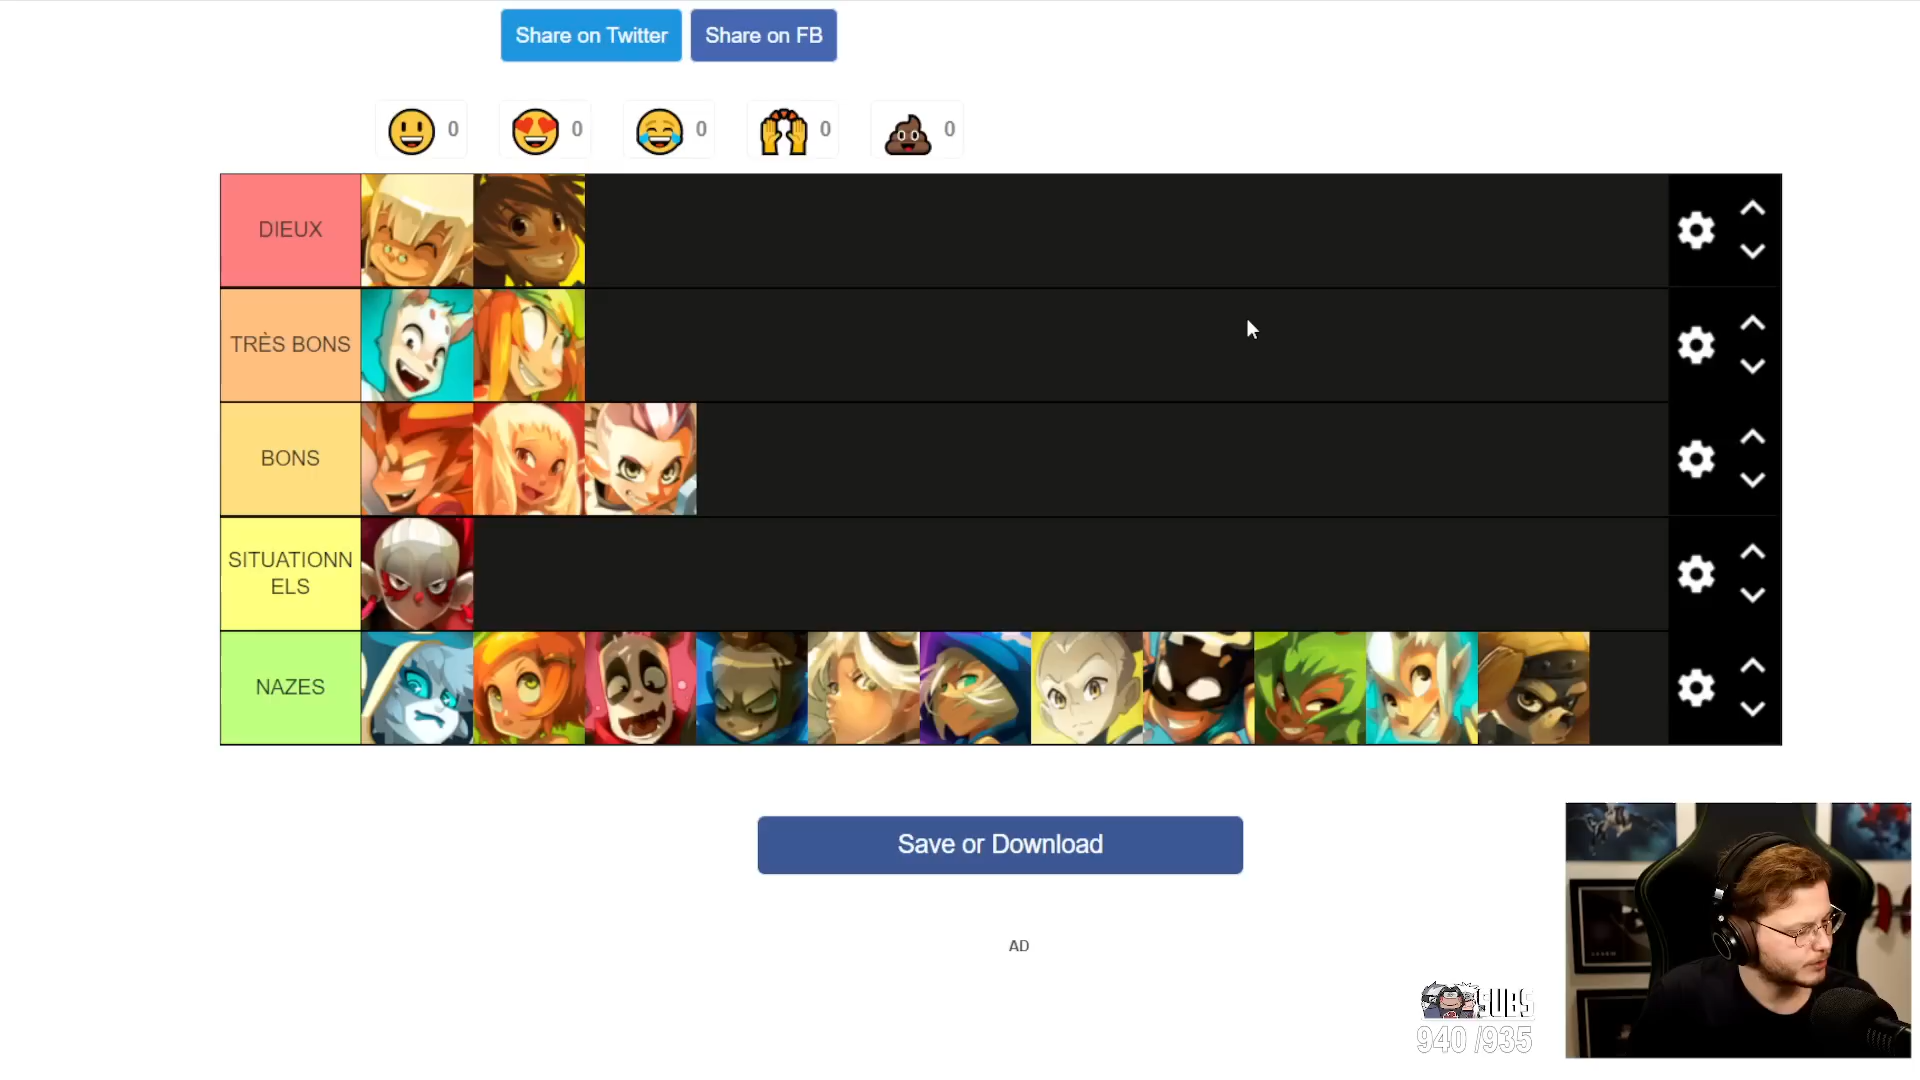 Share on Twitter
Share on FB
0
0
0
0
0
DIEUX
TRÈS BONS
BONS
SITUATIONN
ELS
NAZES
Save or Download
AD
SUBS
940 /935